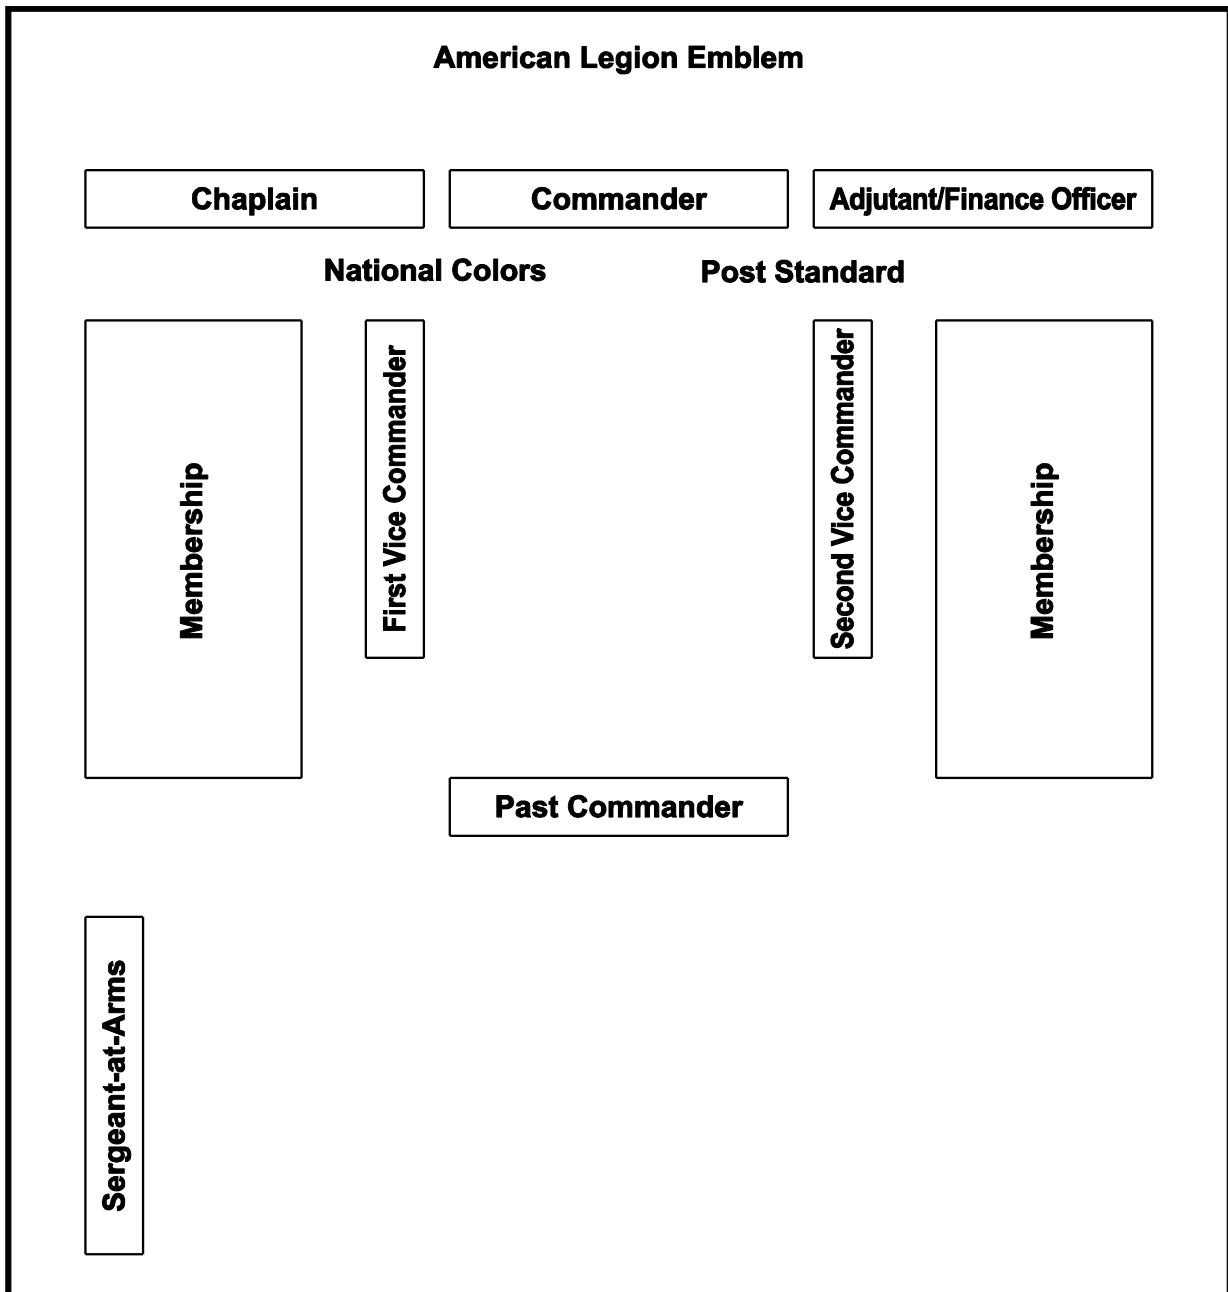 American Legion Emblem
Chaplain
Commander
Adjutant/Finance Officer
National Colors
Post Standard
Membership
First Vice Commander
Second Vice Commander
Membership
Past Commander
Sergeant-at-Arms